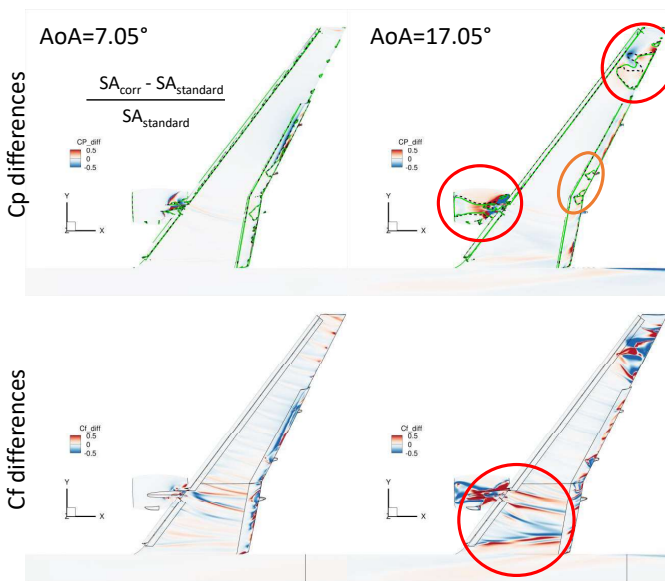 AoA=7.05°
AoA=17.05°
SAcorr - SAstandard
SAstandard
Cp differences
CP_diff
0.5
0
-0.5
Y
Z
X
CP_diff
0.5
0
-0.5
Y
Z
X
Cf differences
Cf_diff
0.5
0
-0.5
Y
Z
X
Cf_diff
0.5
0
-0.5
Y
Z
X